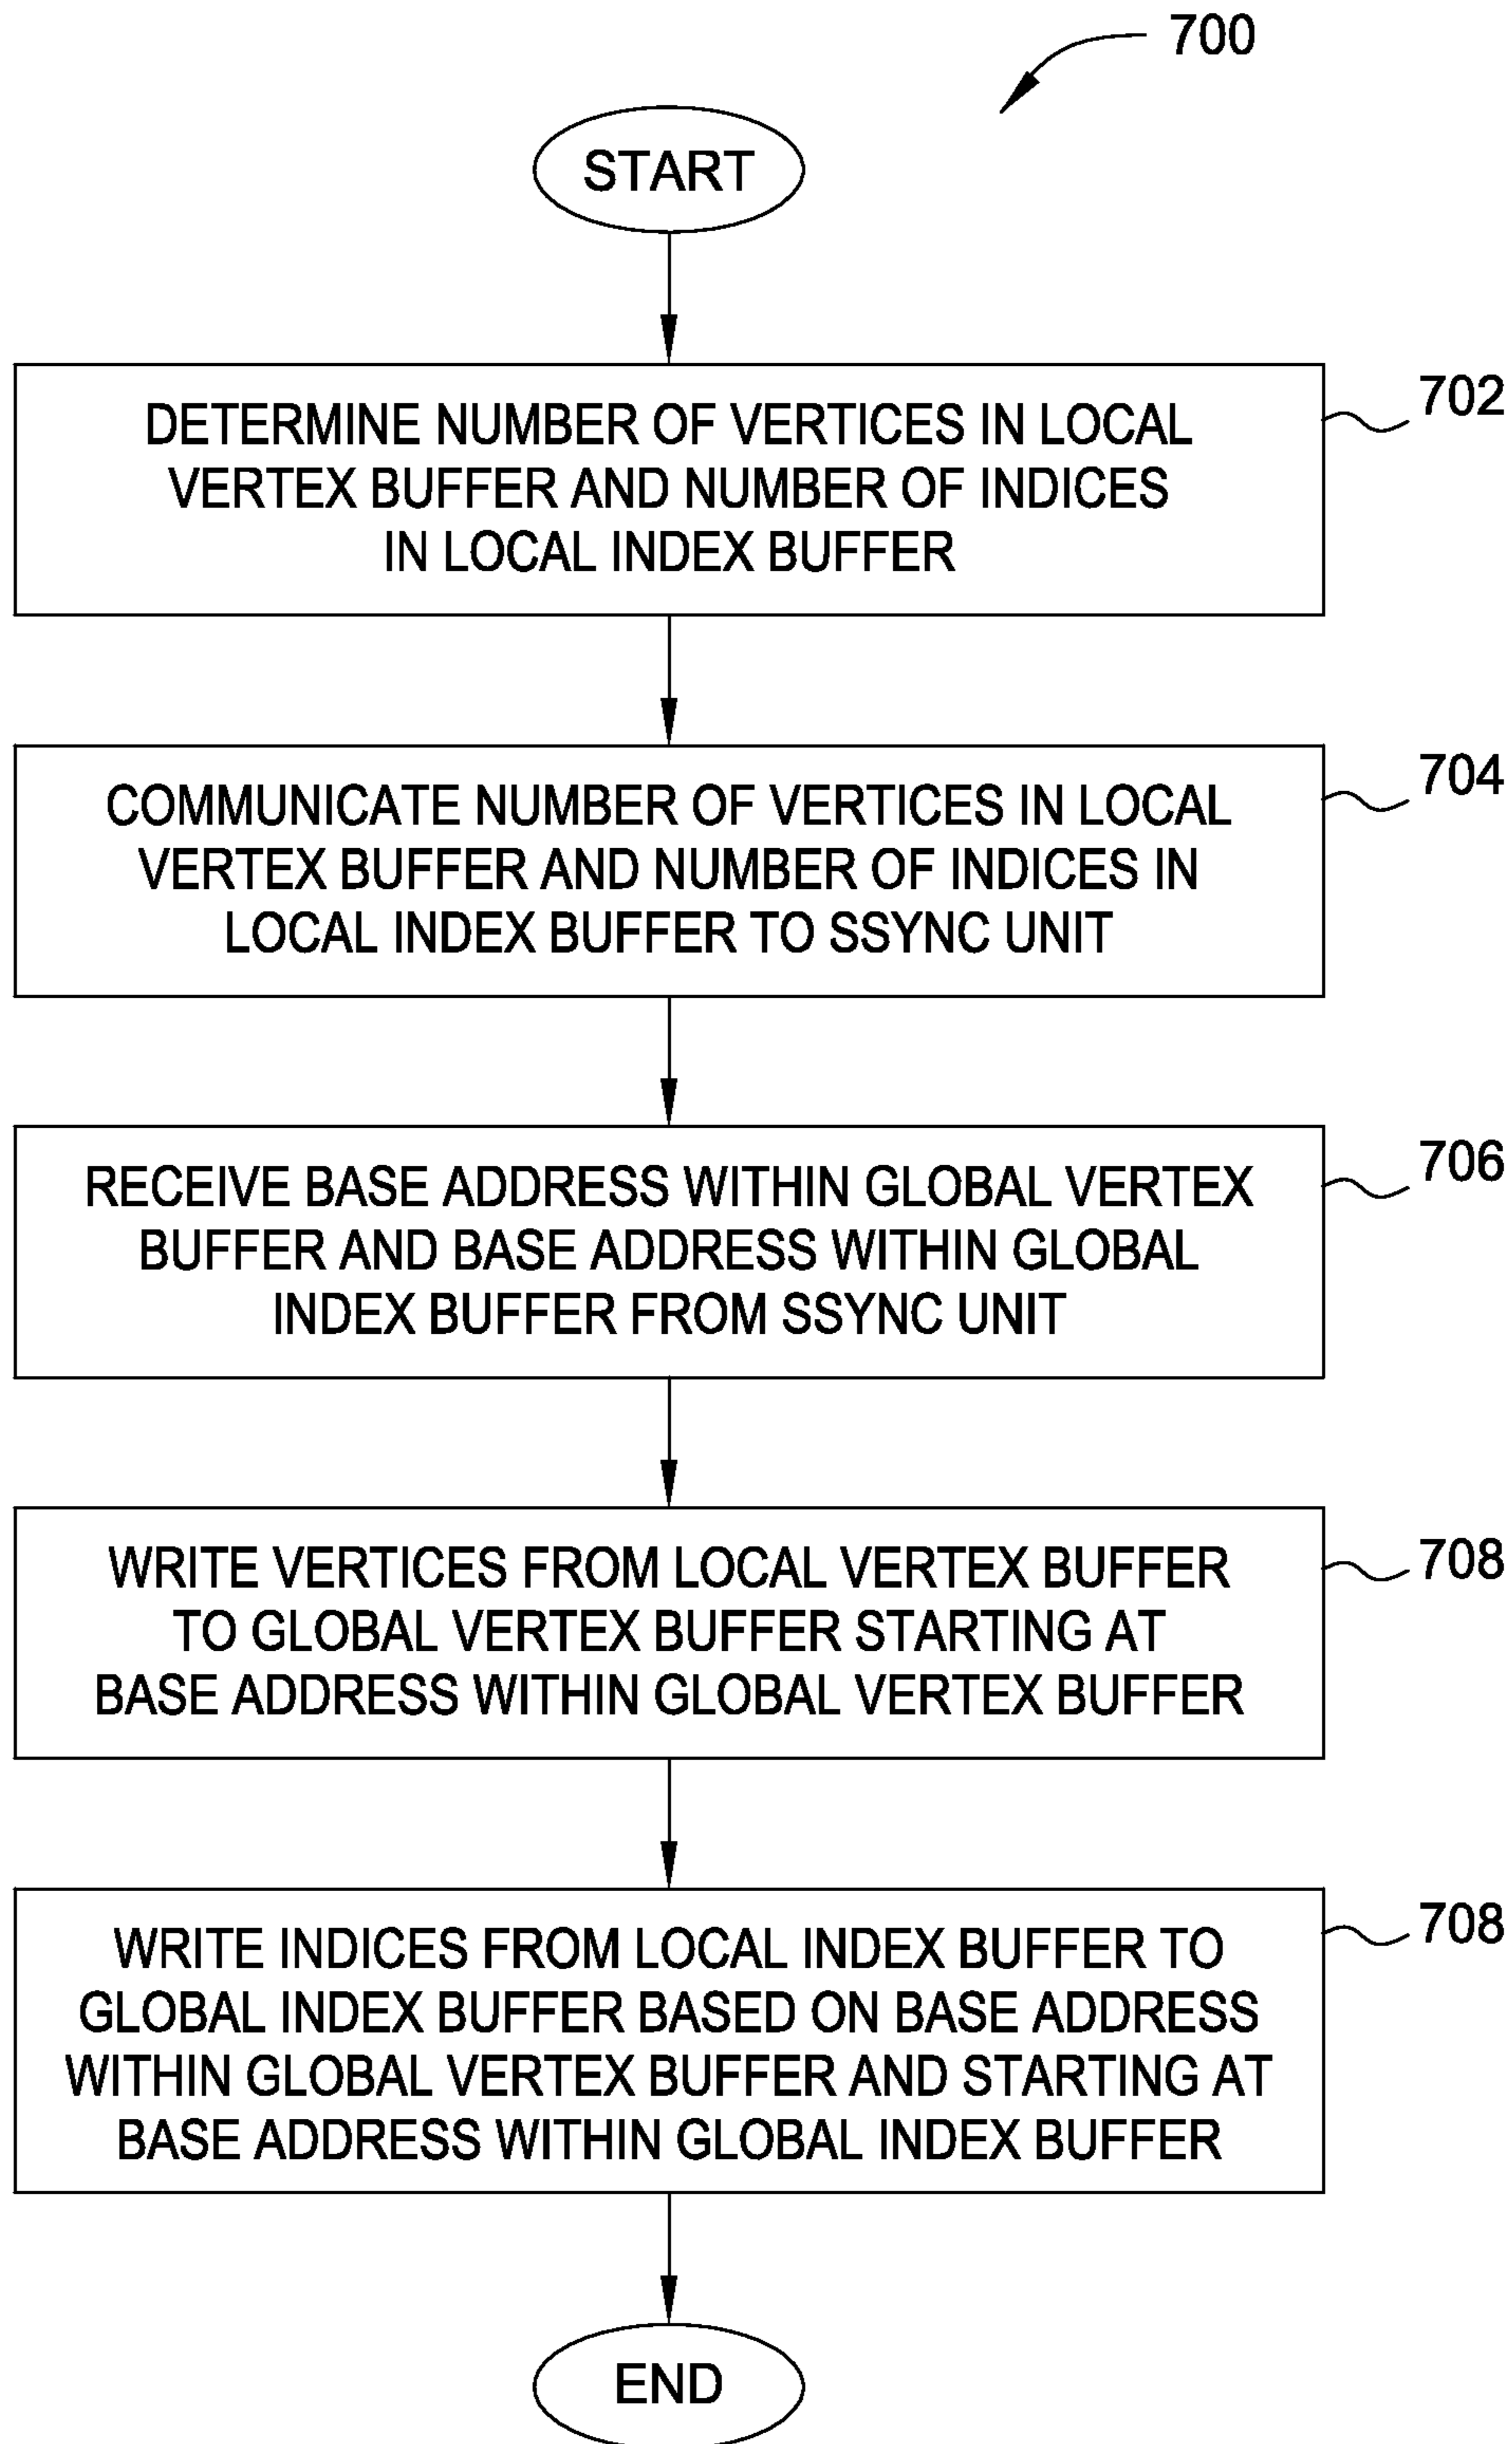 700
START
DETERMINE NUMBER OF VERTICES IN LOCAL
VERTEX BUFFER AND NUMBER OF INDICES
IN LOCAL INDEX BUFFER
702
COMMUNICATE NUMBER OF VERTICES IN LOCAL
VERTEX BUFFER AND NUMBER OF INDICES IN
LOCAL INDEX BUFFER TO SSYNC UNIT
704
RECEIVE BASE ADDRESS WITHIN GLOBAL VERTEX
BUFFER AND BASE ADDRESS WITHIN GLOBAL
INDEX BUFFER FROM SSYNC UNIT
706
WRITE VERTICES FROM LOCAL VERTEX BUFFER
TO GLOBAL VERTEX BUFFER STARTING AT
BASE ADDRESS WITHIN GLOBAL VERTEX BUFFER
708
WRITE INDICES FROM LOCAL INDEX BUFFER TO
GLOBAL INDEX BUFFER BASED ON BASE ADDRESS
WITHIN GLOBAL VERTEX BUFFER AND STARTING AT
BASE ADDRESS WITHIN GLOBAL INDEX BUFFER
708
END